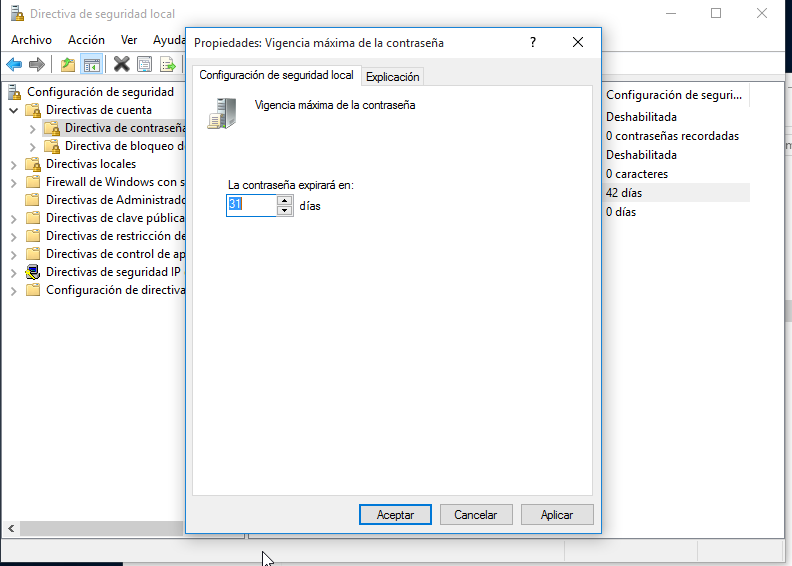 Directiva de seguridad local
Archivo Acción Ver Ayuda
Configuración de seguridad
Directivas de cuenta
Directiva de contraseña
Directiva de bloqueo d
Directivas locales
Firewall de Windows con s
Directivas de Administrado
Directivas de clave pública
Directivas de restricción de
Directivas de control de ap
Directivas de seguridad IP
Configuración de directiva
Propiedades: Vigencia máxima de la contraseña
?
Configuración de seguridad local Explicación
Vigencia máxima de la contraseña
La contraseña expirará en:
31 días
Aceptar Cancelar Aplicar
Configuración de seguri...
Deshabilitada
0 contraseñas recordadas
Deshabilitada
0 caracteres
42 días
0 días